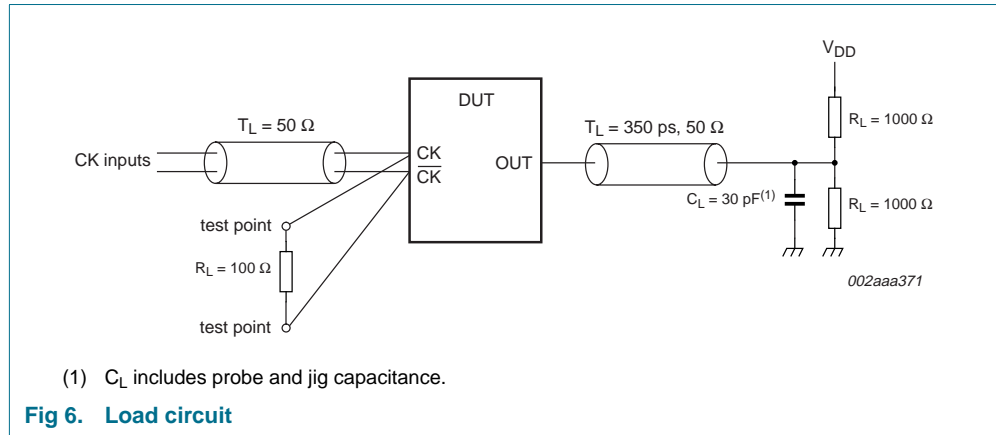 V_DD
DUT
R_L = 1000 Ω
T_L = 50 Ω
T_L = 350 ps, 50 Ω
CK inputs
CK
C̅K̅
OUT
C_L = 30 pF(1)
R_L = 1000 Ω
test point
R_L = 100 Ω
test point
002aaa371
(1) C_L includes probe and jig capacitance.
Fig 6. Load circuit